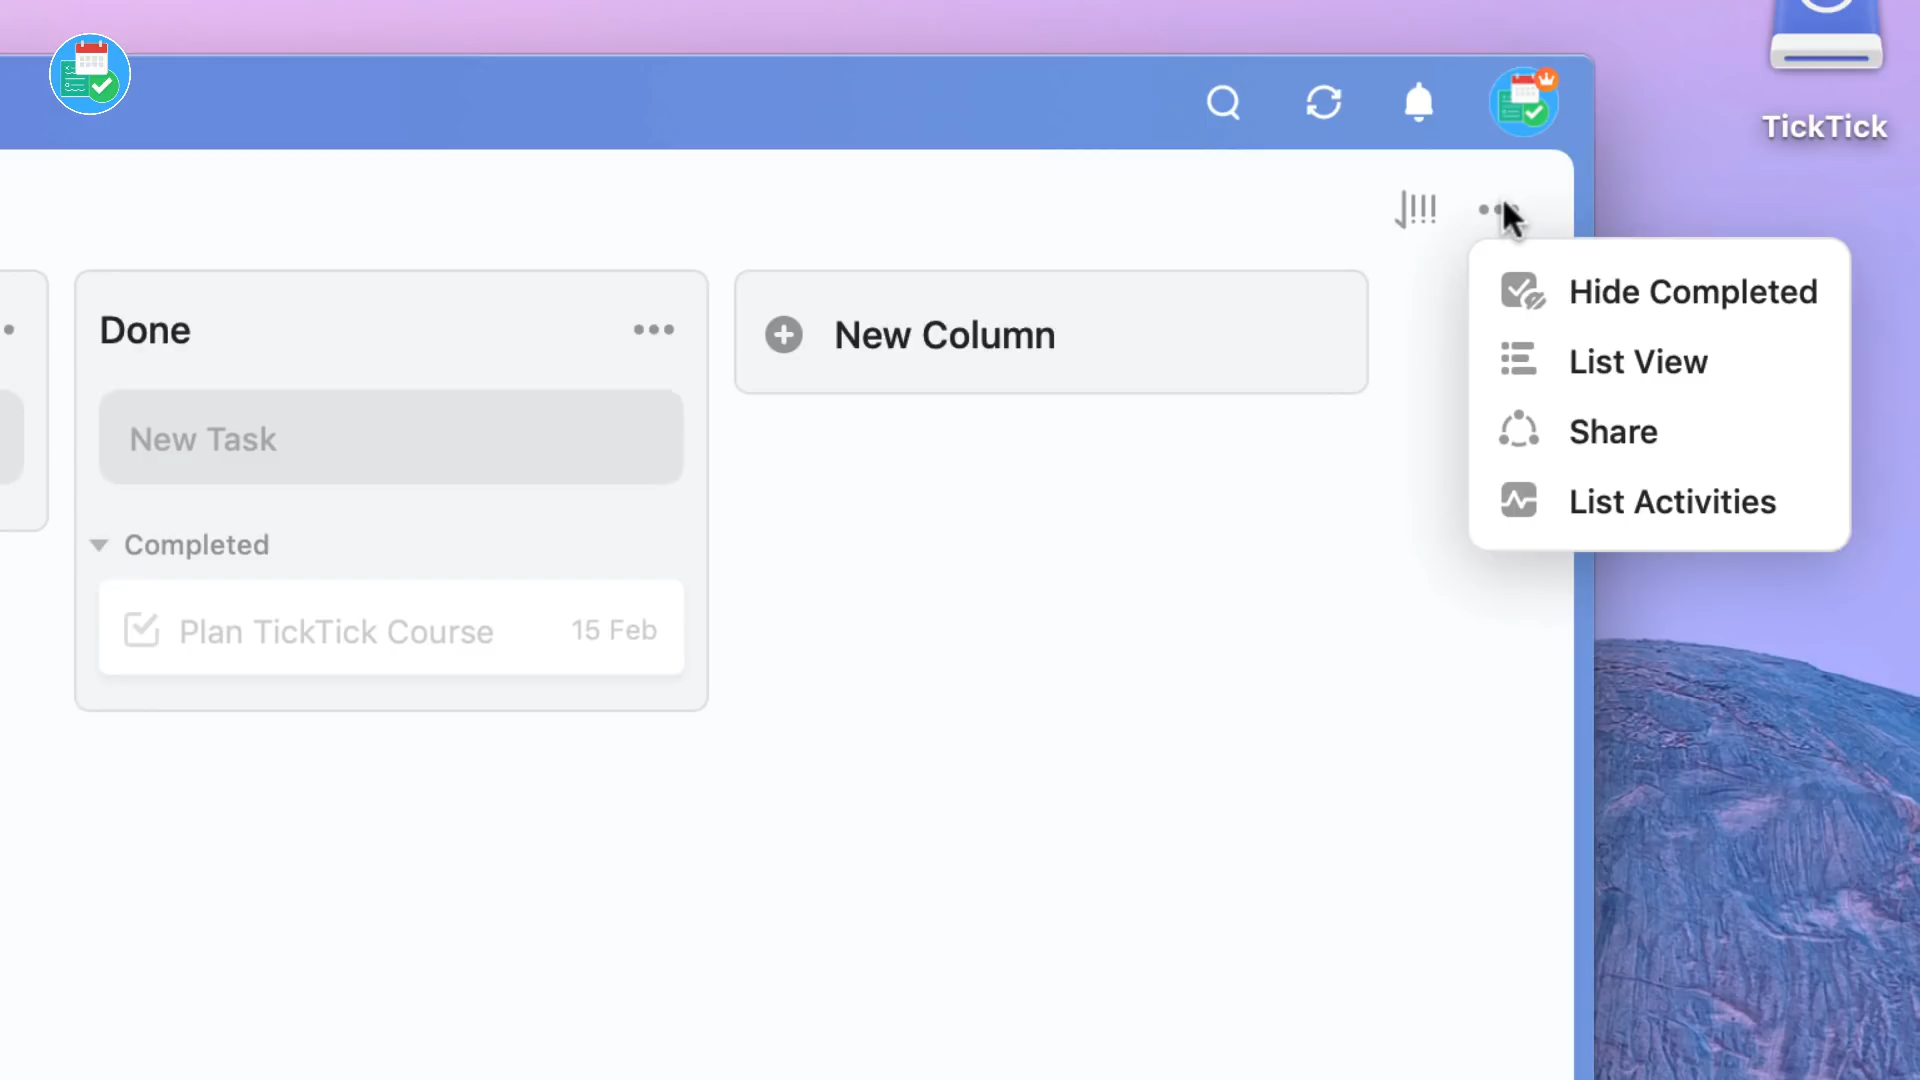 TickTick
Hide Completed
List View
Share
List Activities
Done
New Task
Completed
Plan TickTick Course 15 Feb
New Column